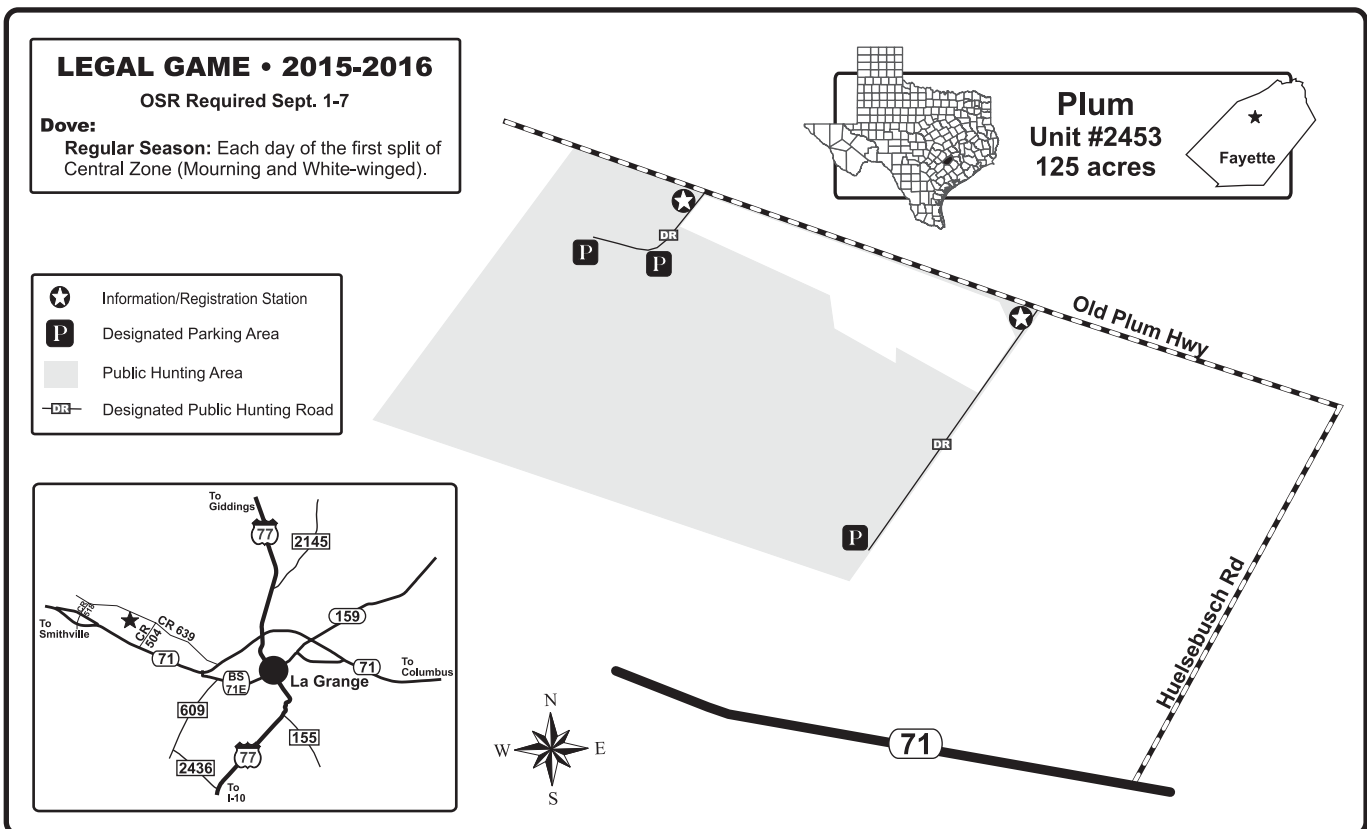 LEGAL GAME • 2015-2016
OSR Required Sept. 1-7
Dove:
Regular Season: Each day of the first split of
Central Zone (Mourning and White-winged).
Plum
Unit #2453
125 acres
Fayette
Information/Registration Station
P
Designated Parking Area
Public Hunting Area
DR
Designated Public Hunting Road
DR
P
P
Old Plum Hwy
DR
P
Huelsebusch Rd
71
N
W
E
S
To
Giddings
77
2145
159
CR
518
CR 639
CR
504
To
Smithville
71
BS
71E
La Grange
71
To
Columbus
609
155
77
2436
To
I-10